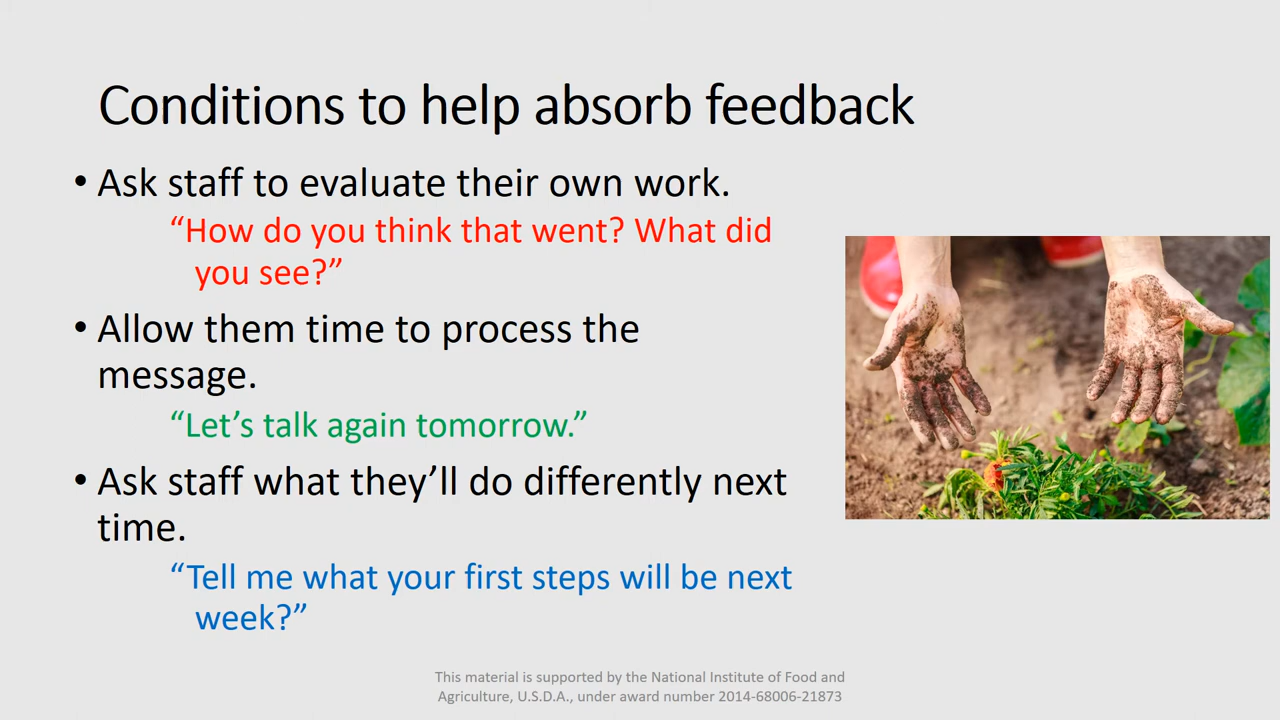 Conditions to help absorb feedback
• Ask staff to evaluate their own work.
“How do you think that went? What did
you see?”
• Allow them time to process the
message.
“Let’s talk again tomorrow.”
• Ask staff what they’ll do differently next
time.
“Tell me what your first steps will be next
week?”
This material is supported by the National Institute of Food and
Agriculture, U.S.D.A., under award number 2014-68006-21873